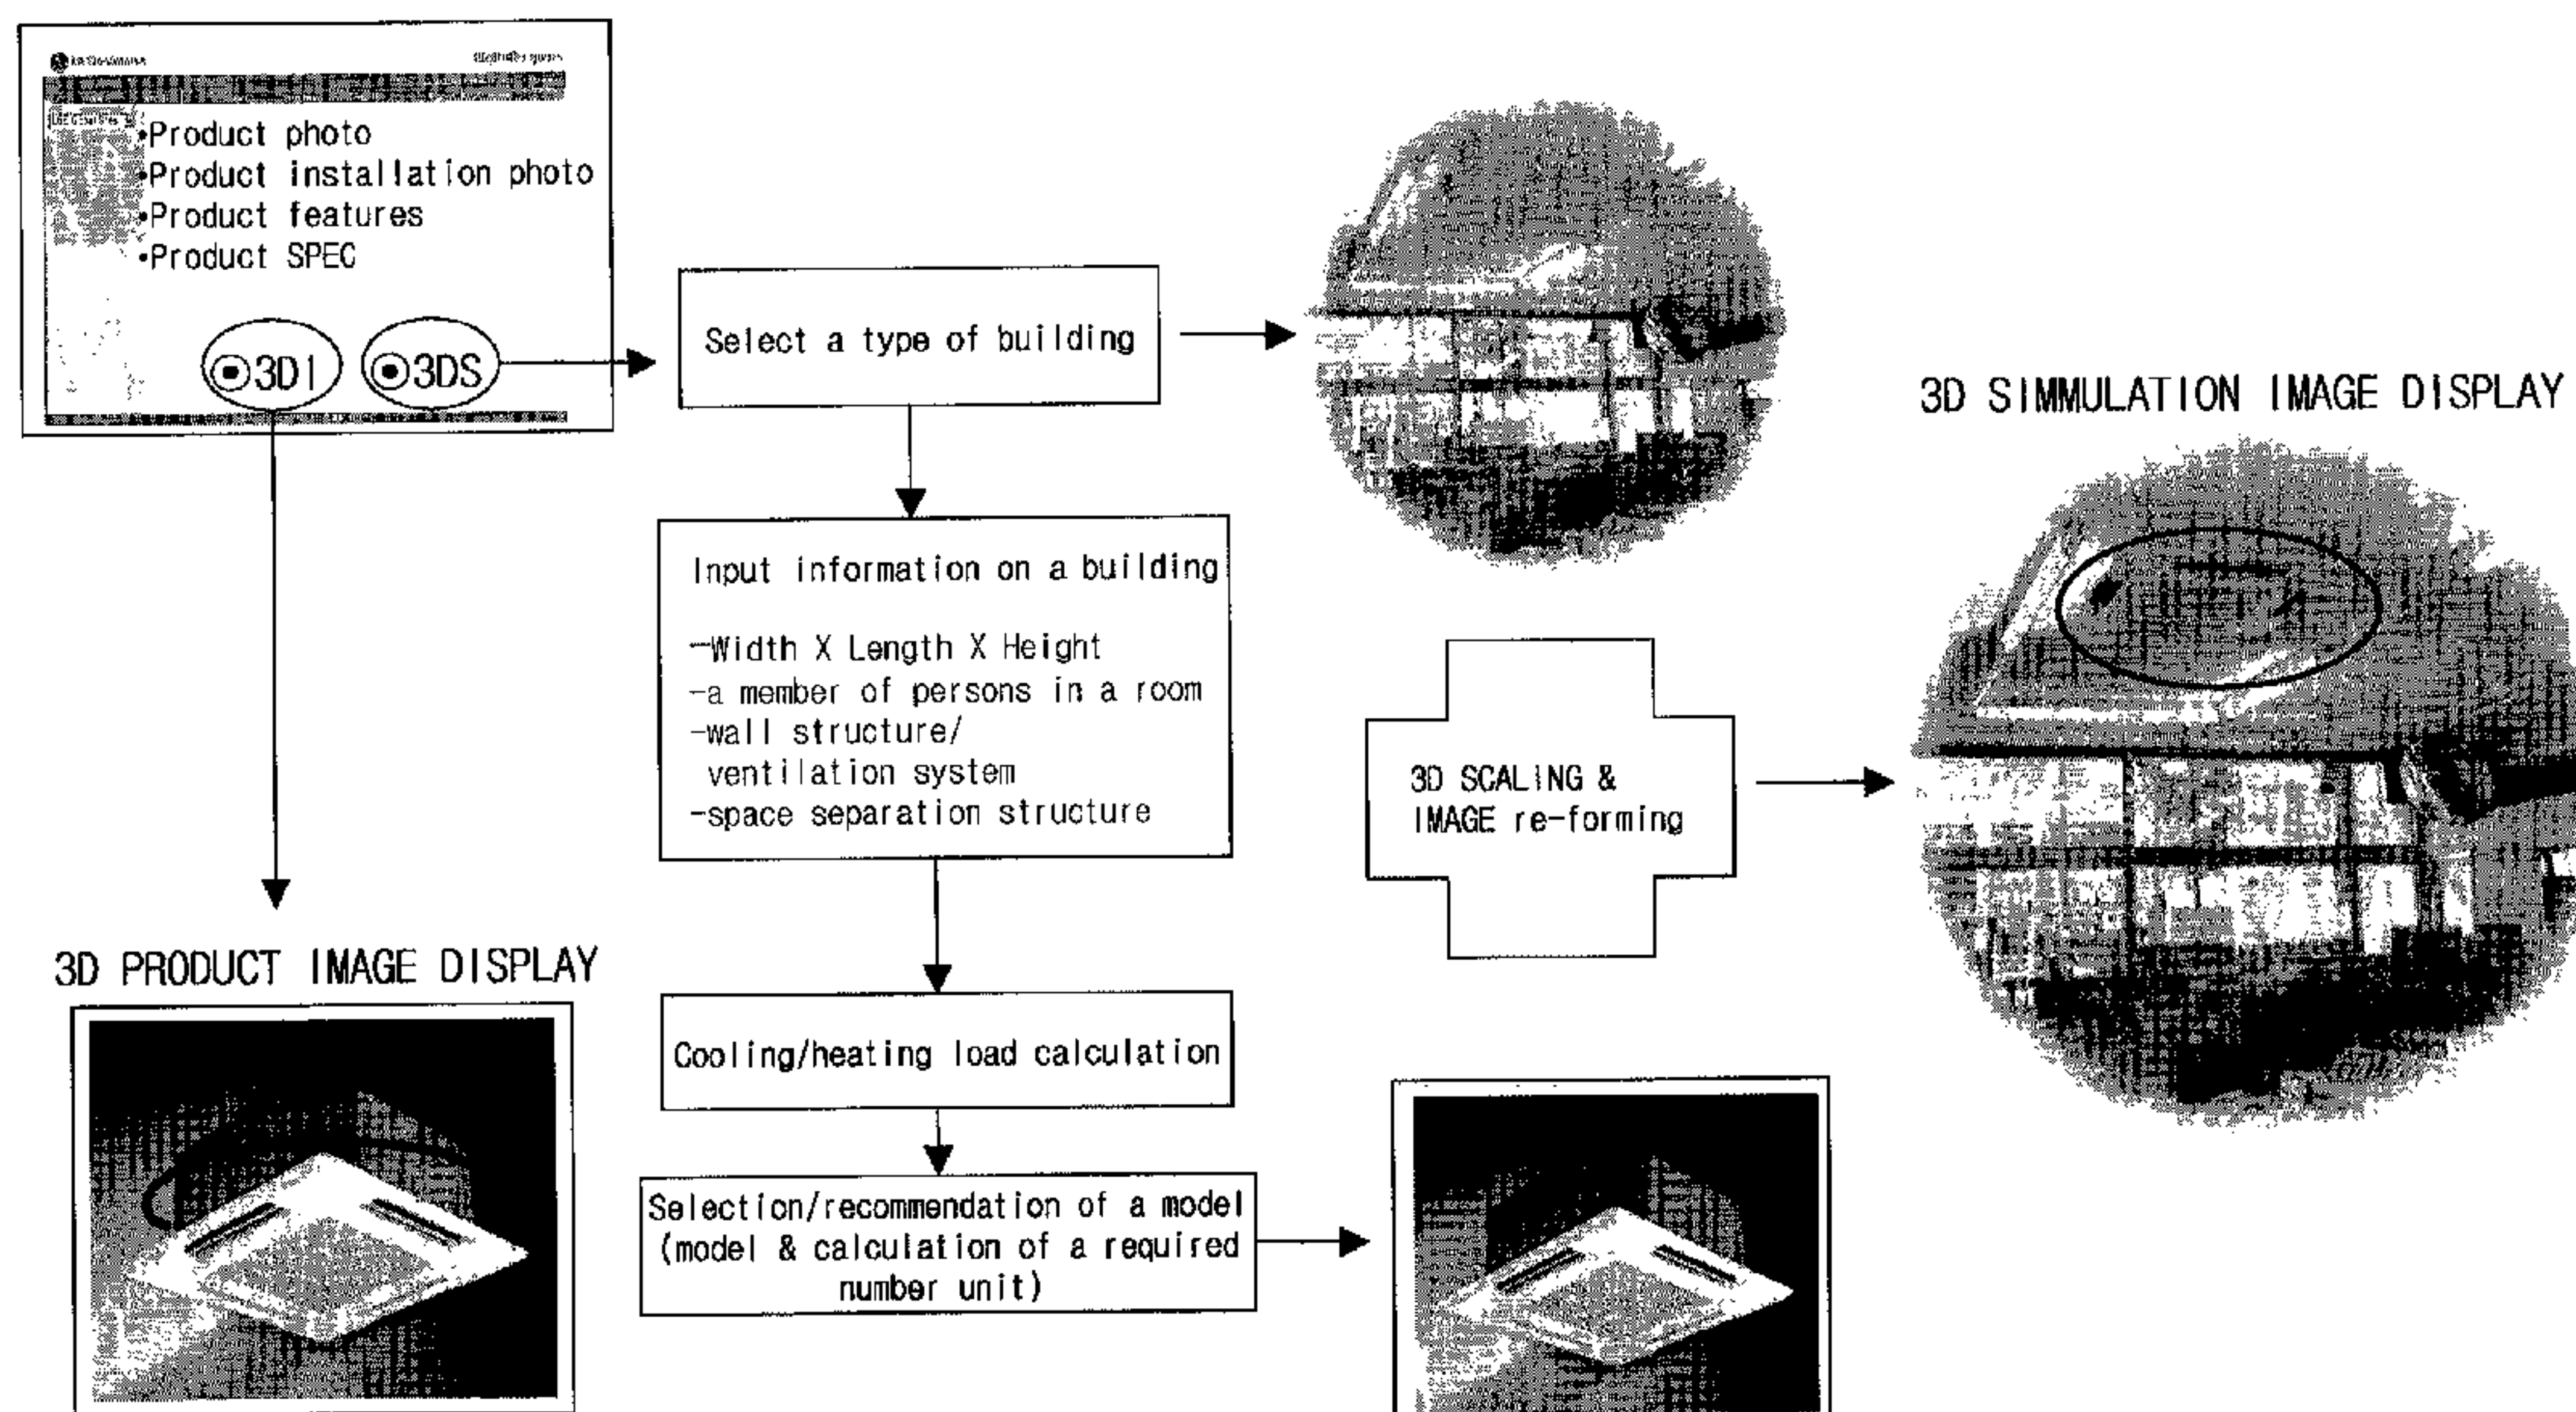 •Product photo
•Product installation photo
•Product features
•Product SPEC
3DI
3DS
Select a type of building
Input information on a building
-Width X Length X Height
-a member of persons in a room
-wall structure/
ventilation system
-space separation structure
Cooling/heating load calculation
Selection/recommendation of a model
(model & calculation of a required
number unit)
3D PRODUCT IMAGE DISPLAY
3D SCALING &
IMAGE re-forming
3D SIMMULATION IMAGE DISPLAY